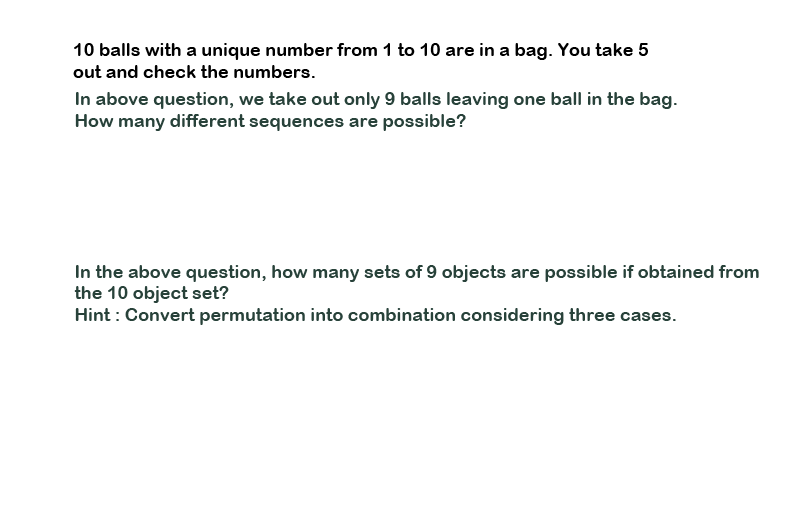 10 balls with a unique number from 1 to 10 are in a bag. You take 5
out and check the numbers.
In above question, we take out only 9 balls leaving one ball in the bag.
How many different sequences are possible?
In the above question, how many sets of 9 objects are possible if obtained from
the 10 object set?
Hint : Convert permutation into combination considering three cases.